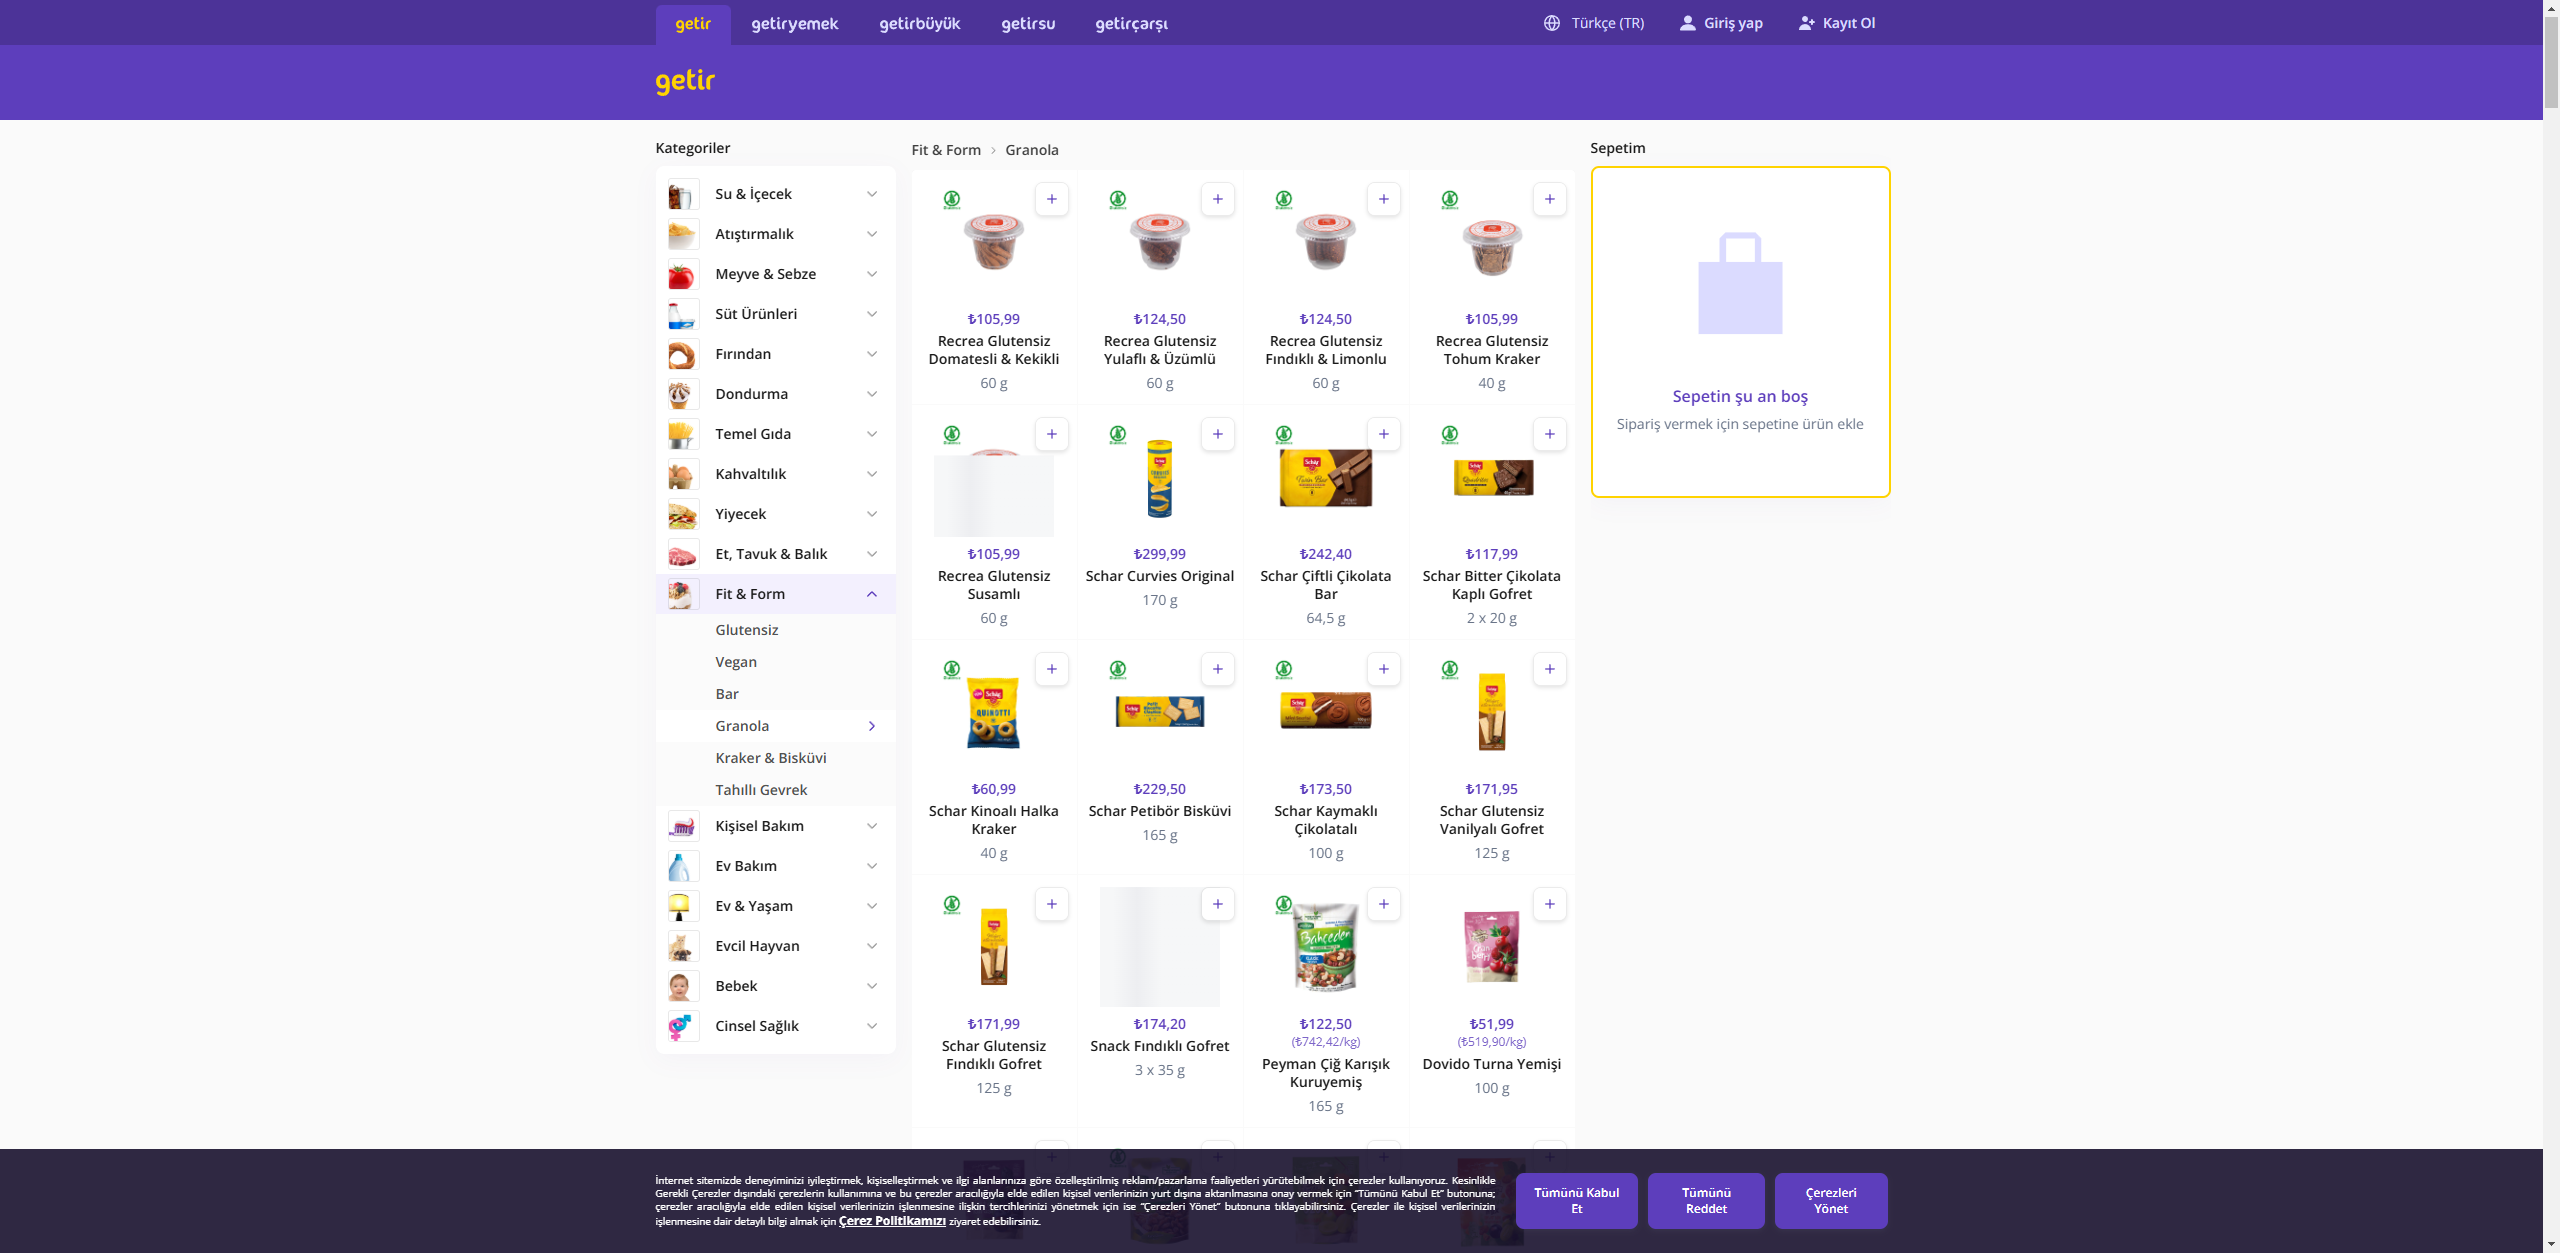 getir
getiryemek
getirbüyük
getirsu
getirçarşı
Türkçe (TR)
Giriş yap
Kayıt Ol
getir
Kategoriler
Su & İçecek
Atıştırmalık
Meyve & Sebze
Süt Ürünleri
Fırından
Dondurma
Temel Gıda
Kahvaltılık
Yiyecek
Et, Tavuk & Balık
Fit & Form
Glutensiz
Vegan
Bar
Granola
Kraker & Bisküvi
Tahıllı Gevrek
Kişisel Bakım
Ev Bakım
Ev & Yaşam
Evcil Hayvan
Bebek
Cinsel Sağlık
Fit & Form > Granola
₺105,99
Recrea Glutensiz
Domatesli & Kekikli
60 g
₺124,50
Recrea Glutensiz
Yulaflı & Üzümlü
60 g
₺124,50
Recrea Glutensiz
Fındıklı & Limonlu
60 g
₺105,99
Recrea Glutensiz
Tohum Kraker
40 g
₺105,99
Recrea Glutensiz
Susamlı
60 g
₺299,99
Schar Curvies Original
170 g
₺242,40
Schar Çiftli Çikolata
Bar
64,5 g
₺117,99
Schar Bitter Çikolata
Kaplı Gofret
2 x 20 g
₺60,99
Schar Kinoalı Halka
Kraker
40 g
₺229,50
Schar Petibör Bisküvi
165 g
₺173,50
Schar Kaymaklı
Çikolatalı
100 g
₺171,95
Schar Glutensiz
Vanilyalı Gofret
125 g
₺171,99
Schar Glutensiz
Fındıklı Gofret
125 g
₺174,20
Snack Fındıklı Gofret
3 x 35 g
₺122,50
(₺742,42/kg)
Peyman Çiğ Karışık
Kuruyemiş
165 g
₺51,99
(₺519,90/kg)
Dovido Turna Yemişi
100 g
Sepetim
Sepetin şu an boş
Sipariş vermek için sepetine ürün ekle
İnternet sitemizde deneyiminizi iyileştirmek, kişiselleştirmek ve ilgi alanlarınıza göre özelleştirilmiş reklam/pazarlama faaliyetleri yürütebilmek için çerezler kullanıyoruz. Kesinlikle
Gerekli Çerezler dışındaki çerezlerin kullanımına ve bu çerezler aracılığıyla elde edilen kişisel verilerinizin yurt dışına aktarılmasına onay vermek için "Tümünü Kabul Et" butonuna;
çerezler aracılığıyla elde edilen kişisel verilerinizin işlenmesine ilişkin tercihlerinizi yönetmek için ise "Çerezleri Yönet" butonuna tıklayabilirsiniz. Çerezler ile kişisel verilerinizin
işlenmesine dair detaylı bilgi almak için Çerez Politikamızı ziyaret edebilirsiniz.
Tümünü Kabul
Et
Tümünü
Reddet
Çerezleri
Yönet